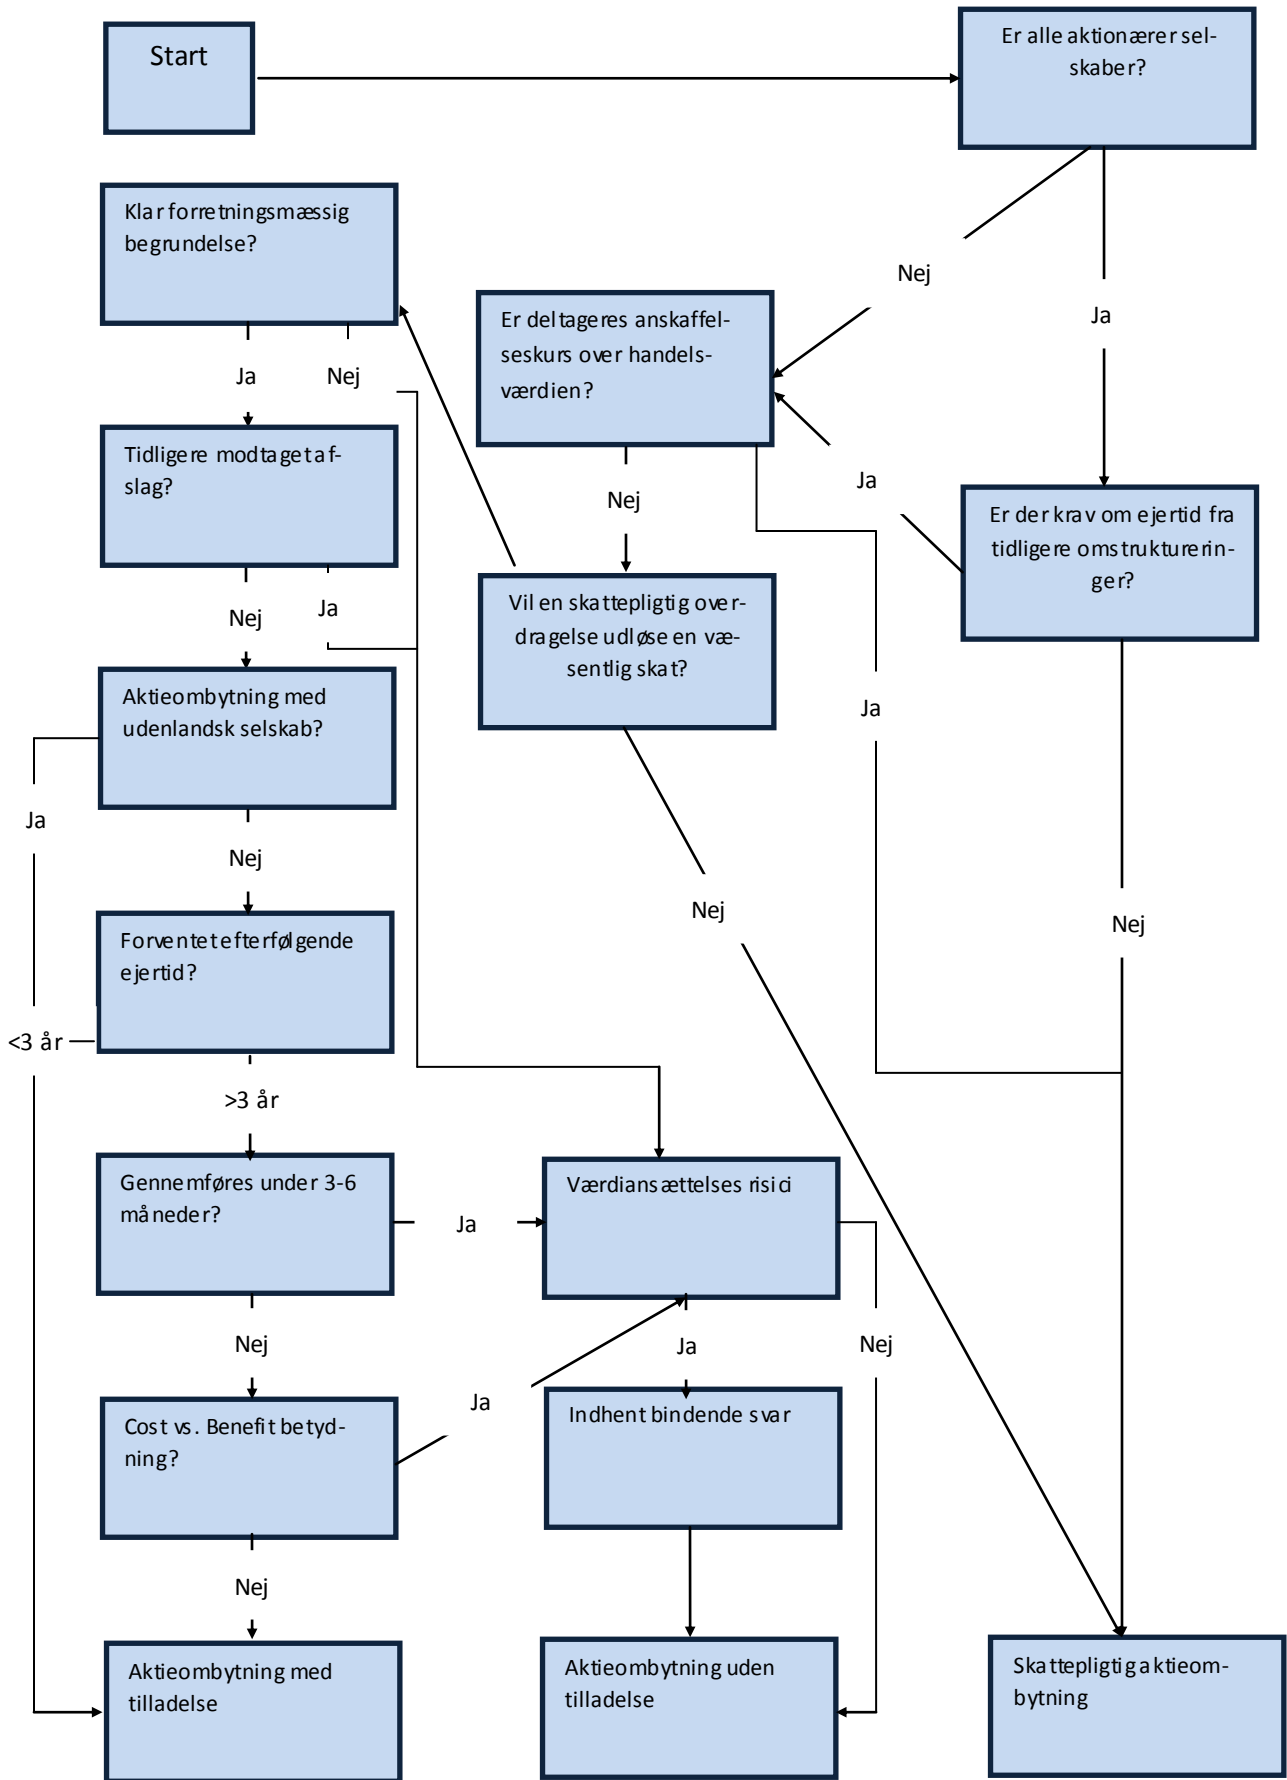 Start
Er alle aktionærer sel-
skaber?
Klar forretningsmæssig
begrundelse?
Nej
Er deltageres anskaffel-
seskurs over handels-
værdien?
Ja
Ja
Nej
Tidligere modtaget af-
slag?
Ja
Nej
Er der krav om ejertid fra
tidligere omstrukturerin-
ger?
Vil en skattepligtig over-
dragelse udløse en væ-
sentlig skat?
Nej
Ja
Aktieombytning med
udenlandsk selskab?
Ja
Ja
Nej
Nej
Nej
Forventet efterfølgende
ejertid?
<3 år
>3 år
Gennemføres under 3-6
måneder?
Ja
Værdiansættelses risici
Nej
Ja
Nej
Cost vs. Benefit betyd-
ning?
Ja
Indhent bindende svar
Nej
Aktieombytning med
tilladelse
Aktieombytning uden
tilladelse
Skattepligtig aktieom-
bytning